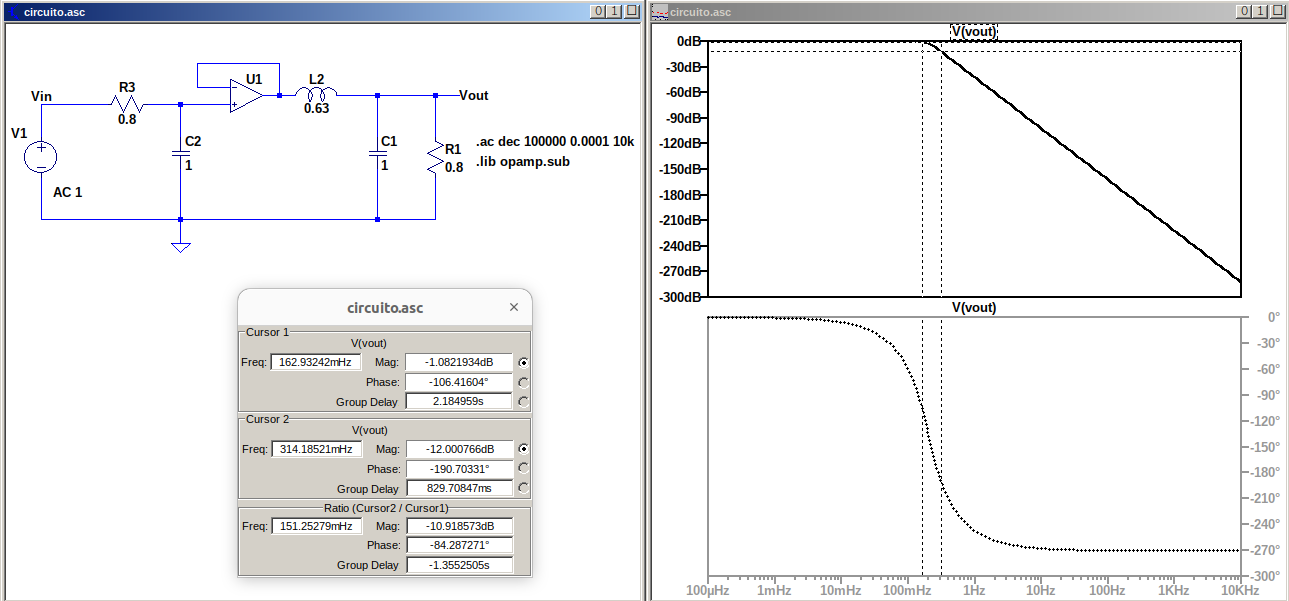 circuito.asc
Vin
R3
0.8
V1
AC 1
C2
1
U1
L2
0.63
Vout
C1
1
R1
0.8
.ac dec 100000 0.0001 10k
.lib opamp.sub
circuito.asc
Cursor 1
V(vout)
Freq: 162.93242mHz Mag: -1.0821934dB
Phase: -106.41604°
Group Delay 2.184959s
Cursor 2
V(vout)
Freq: 314.18521mHz Mag: -12.000766dB
Phase: -190.70331°
Group Delay 829.70847ms
Ratio (Cursor2 / Cursor1)
Freq: 151.25279mHz Mag: -10.918573dB
Phase: -84.287271°
Group Delay -1.3552505s
circuito.asc
V(vout)
0dB
-30dB
-60dB
-90dB
-120dB
-150dB
-180dB
-210dB
-240dB
-270dB
-300dB
V(vout)
0°
-30°
-60°
-90°
-120°
-150°
-180°
-210°
-240°
-270°
-300°
100µHz 1mHz 10mHz 100mHz 1Hz 10Hz 100Hz 1KHz 10KHz